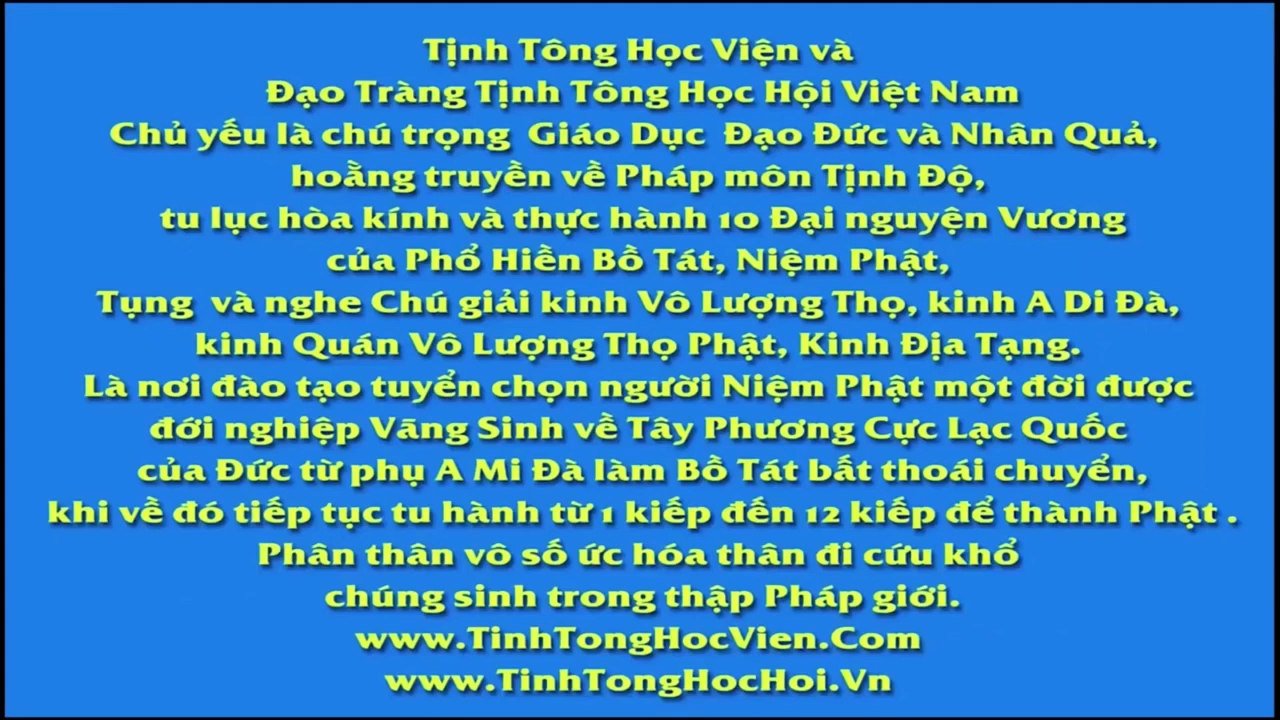 Tịnh Tông Học Viện và
Đạo Tràng Tịnh Tông Học Hội Việt Nam
Chủ yếu là chú trọng Giáo Dục Đạo Đức và Nhân Quả,
hoằng truyền về Pháp môn Tịnh Độ,
tu lục hòa kính và thực hành 10 Đại nguyện Vương
của Phổ Hiền Bồ Tát, Niệm Phật,
Tụng và nghe Chú giải kinh Vô Lượng Thọ, kinh A Di Đà,
kinh Quán Vô Lượng Thọ Phật, Kinh Địa Tạng.
Là nơi đào tạo tuyển chọn người Niệm Phật một đời được
đới nghiệp Vãng Sinh về Tây Phương Cực Lạc Quốc
của Đức từ phụ A Mi Đà làm Bồ Tát bất thoái chuyển,
khi về đó tiếp tục tu hành từ 1 kiếp đến 12 kiếp để thành Phật .
Phân thân vô số ức hóa thân đi cứu khổ
chúng sinh trong thập Pháp giới.
www.TinhTongHocVien.Com
www.TinhTongHocHoi.Vn